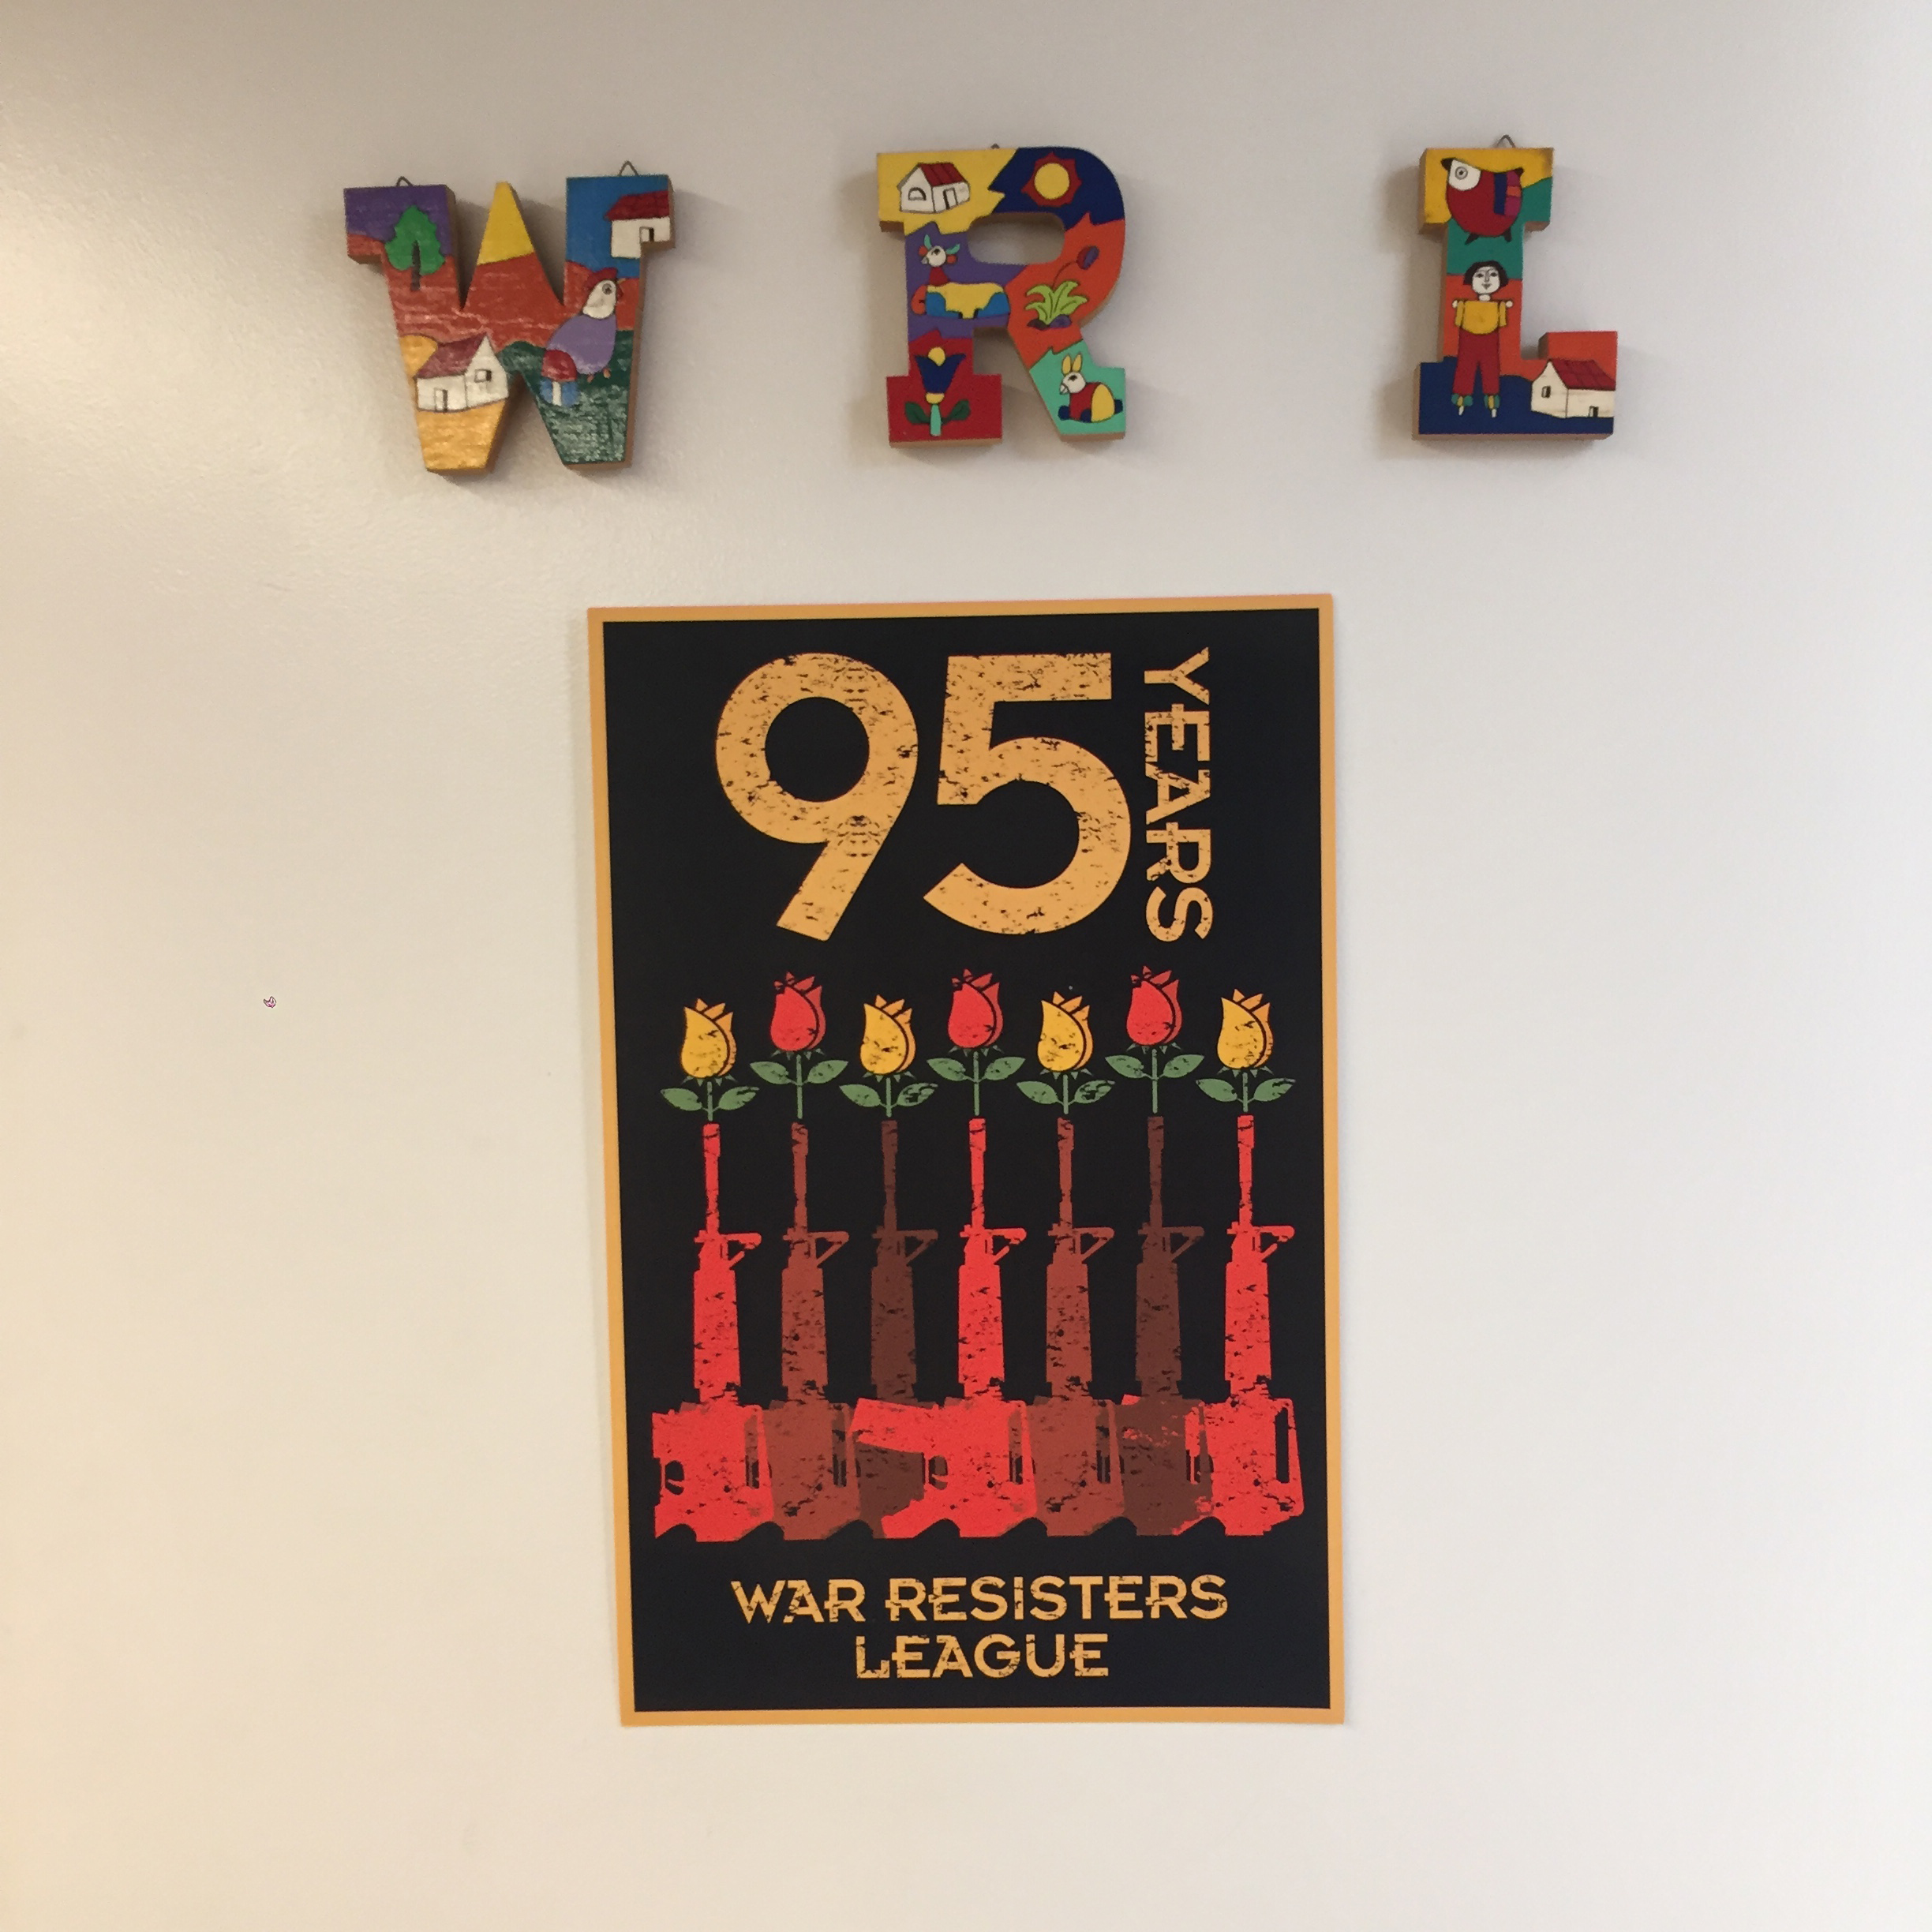 W R L
95
YEARS
WAR RESISTERS
LEAGUE